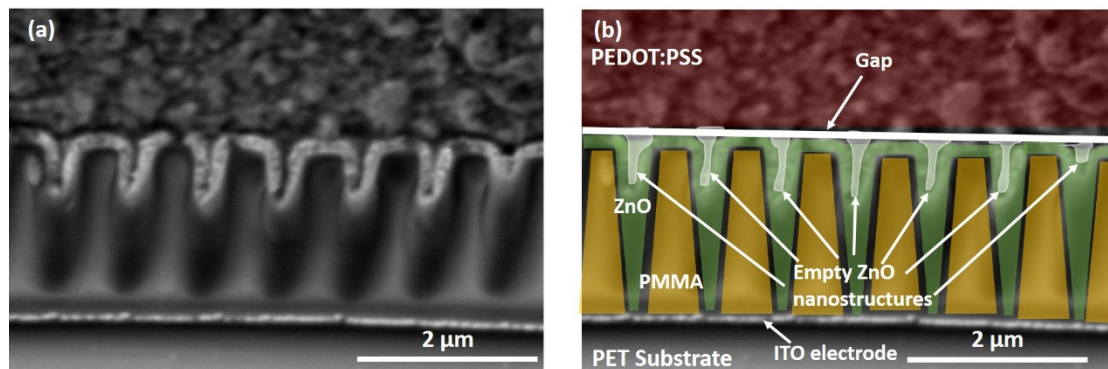 (a)
2 μm
(b)
PEDOT:PSS
Gap
ZnO
PMMA
Empty ZnO
nanostructures
ITO electrode
2 μm
PET Substrate